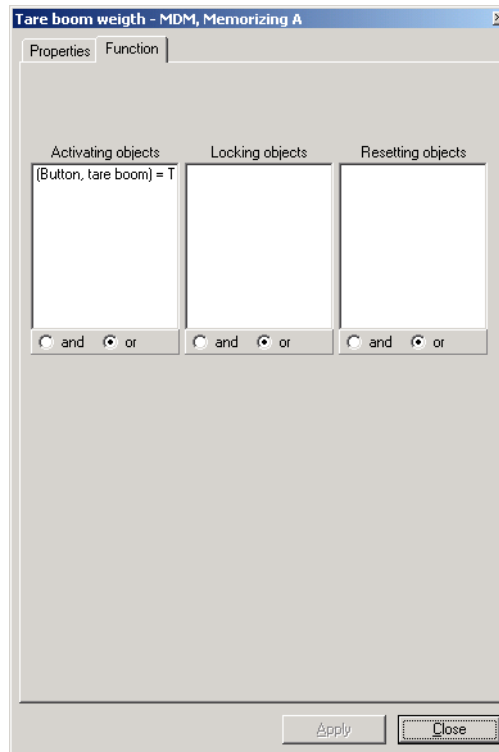 Tare boom weigth - MDM, Memorizing A
Properties Function
Activating objects Locking objects Resetting objects
(Button, tare boom) = T
and or and or and or
Apply Close